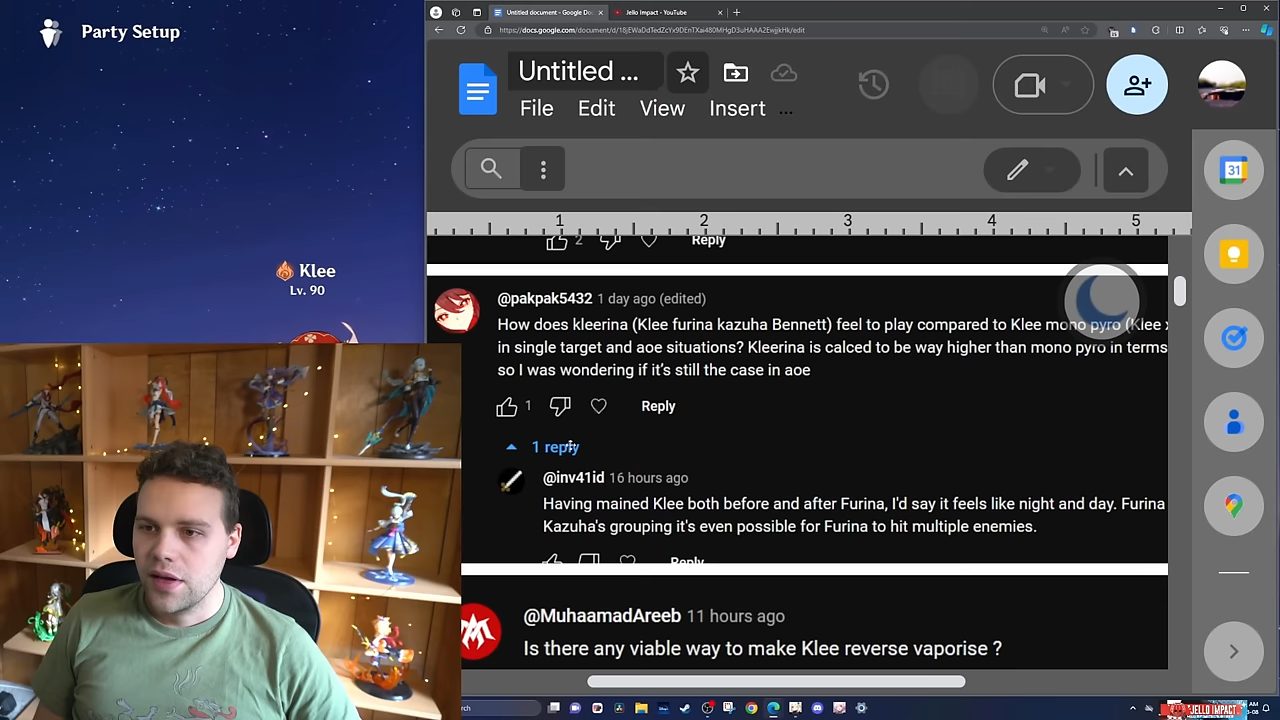 Party Setup
Klee
Lv. 90
Untitled document - Google Do
Jello Impact - YouTube
Untitled ...
File Edit View Insert ...
31
1 2 3 4 5
2 Reply
@pakpak5432 1 day ago (edited)
How does kleerina (Klee furina kazuha Bennett) feel to play compared to Klee mono pyro (Klee
in single target and aoe situations? Kleerina is calced to be way higher than mono pyro in terms
so I was wondering if it's still the case in aoe
1 Reply
1 reply
@inv41id 16 hours ago
Having mained Klee both before and after Furina, I'd say it feels like night and day. Furina
Kazuha's grouping it's even possible for Furina to hit multiple enemies.
Reply
@MuhaamadAreeb 11 hours ago
Is there any viable way to make Klee reverse vaporise ?
JELLO IMPACT